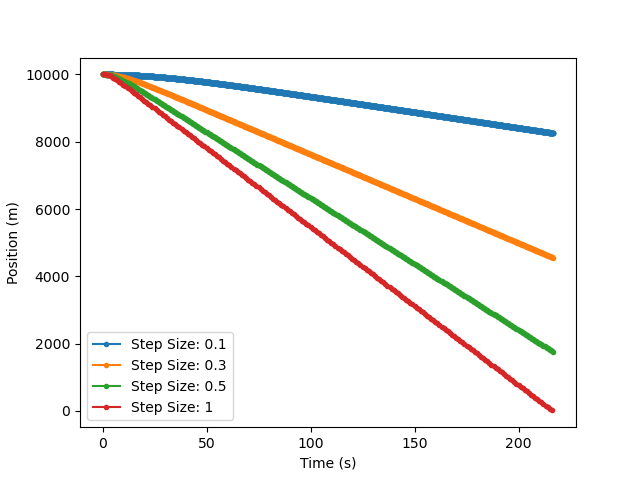 10000
8000
6000
4000
2000
0
Position (m)
Step Size: 0.1
Step Size: 0.3
Step Size: 0.5
Step Size: 1
0 50 100 150 200
Time (s)